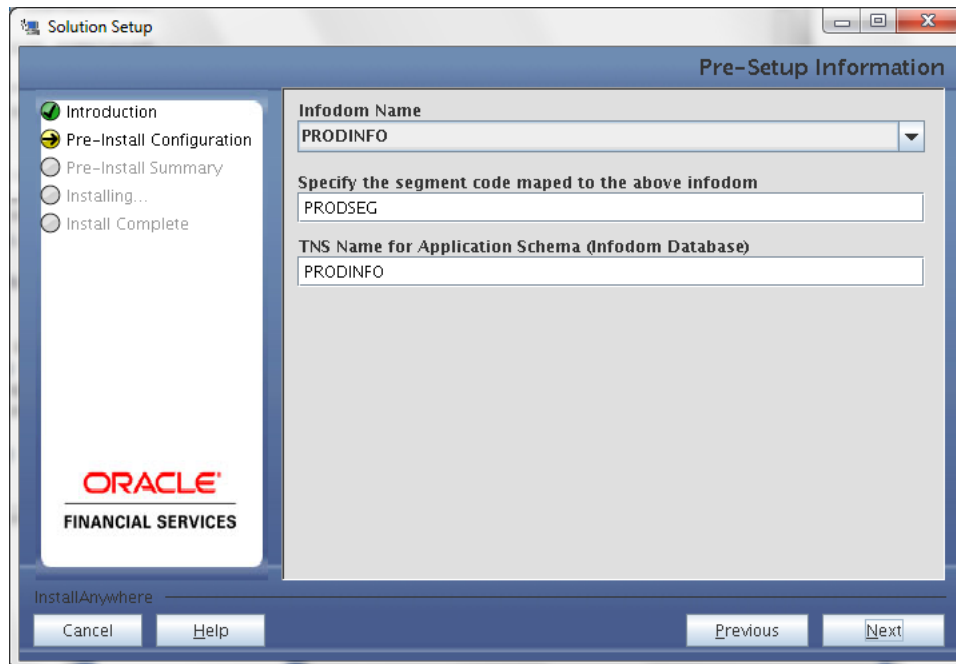 Solution Setup
Pre-Setup Information
Introduction
Pre-Install Configuration
Pre-Install Summary
Installing...
Install Complete
ORACLE®
FINANCIAL SERVICES
Infodom Name
PRODINFO
Specify the segment code maped to the above infodom
PRODSEG
TNS Name for Application Schema (Infodom Database)
PRODINFO
InstallAnywhere
Cancel
Help
Previous
Next